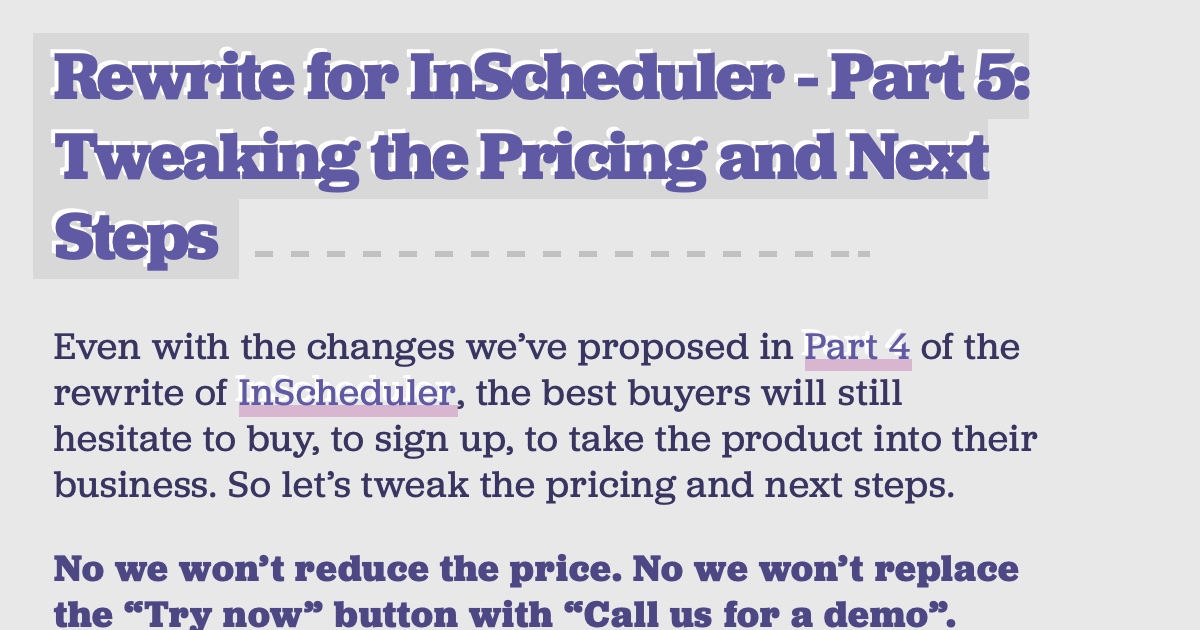 Rewrite for InScheduler - Part 5:
Tweaking the Pricing and Next
Steps
Even with the changes we’ve proposed in Part 4 of the
rewrite of InScheduler, the best buyers will still
hesitate to buy, to sign up, to take the product into their
business. So let’s tweak the pricing and next steps.
No we won’t reduce the price. No we won’t replace
the “Try now” button with “Call us for a demo”.